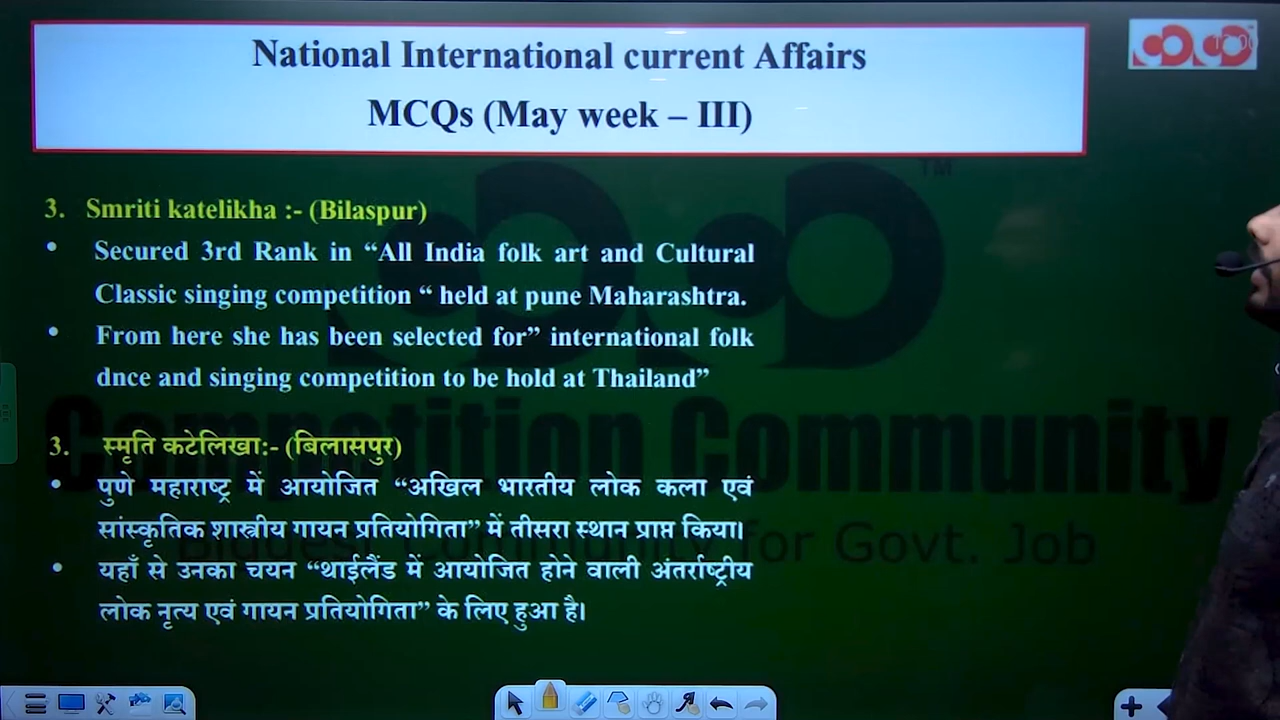 National International current Affairs
MCQs (May week – III)
3. Smriti katelikha :- (Bilaspur)
• Secured 3rd Rank in “All India folk art and Cultural
Classic singing competition “ held at pune Maharashtra.
• From here she has been selected for” international folk
dnce and singing competition to be hold at Thailand”
3. स्मृति कटेलिखा:- (बिलासपुर)
• पुणे महाराष्ट्र में आयोजित “अखिल भारतीय लोक कला एवं
सांस्कृतिक शास्त्रीय गायन प्रतियोगिता” में तीसरा स्थान प्राप्त किया।
• यहाँ से उनका चयन “थाईलैंड में आयोजित होने वाली अंतर्राष्ट्रीय
लोक नृत्य एवं गायन प्रतियोगिता” के लिए हुआ है।
TM
Competition Community
Biggest Community for Govt. Job